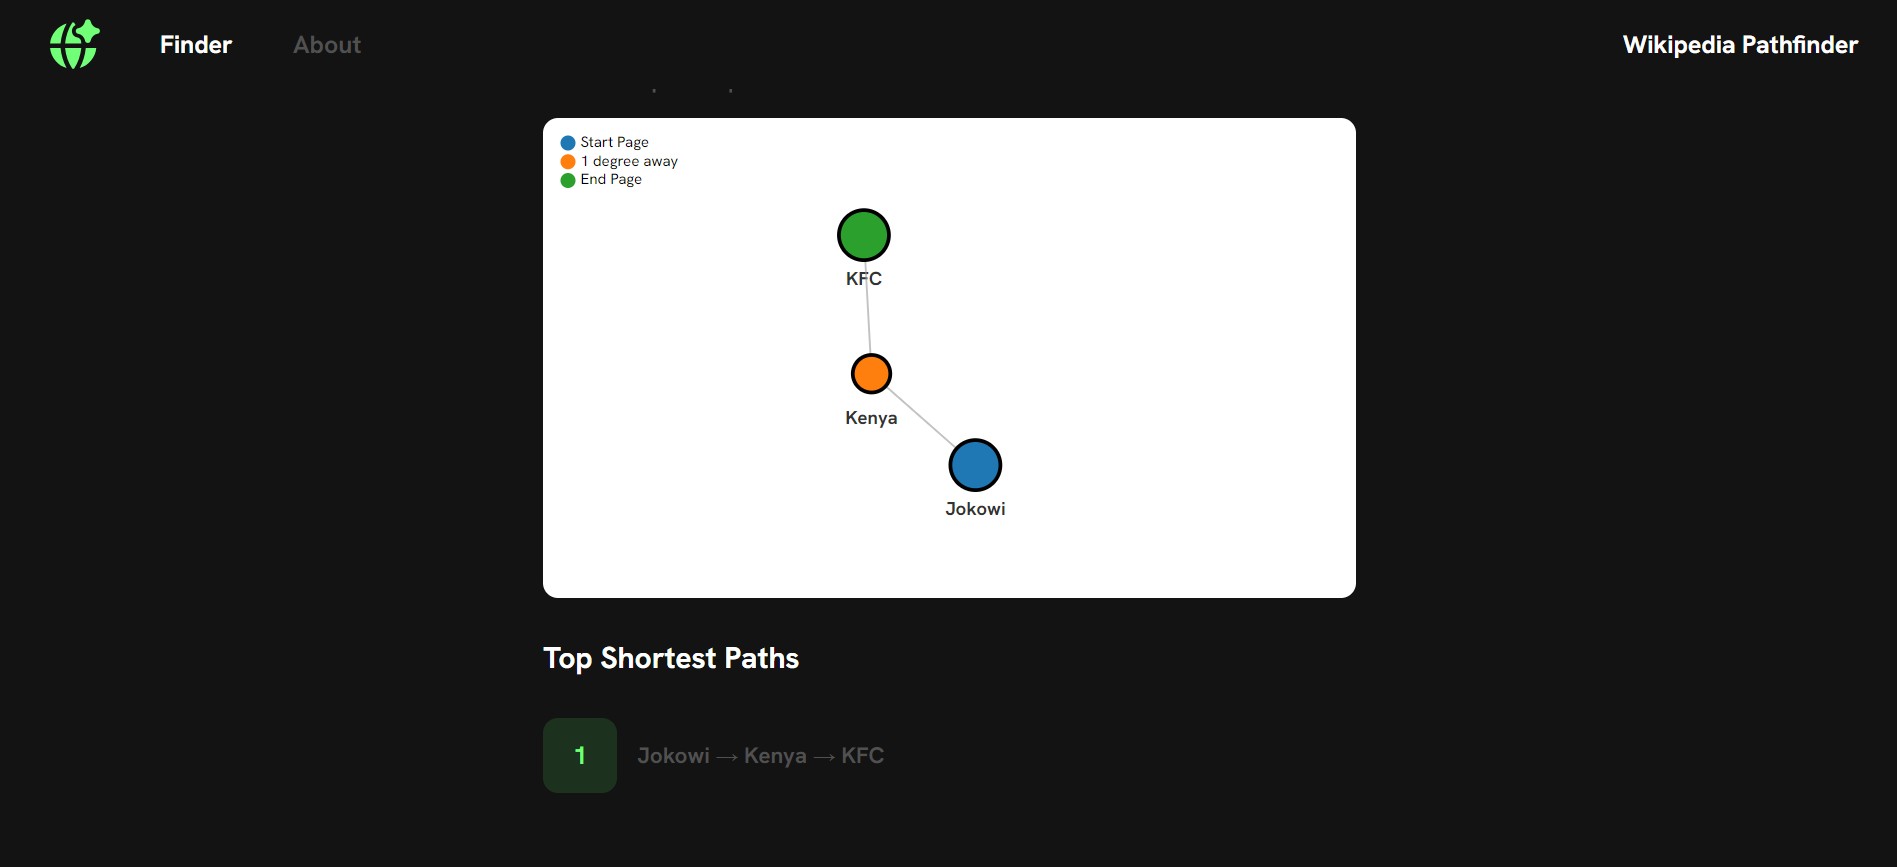 Finder
About
Wikipedia Pathfinder
Start Page
1 degree away
End Page
KFC
Kenya
Jokowi
Top Shortest Paths
1
Jokowi → Kenya → KFC